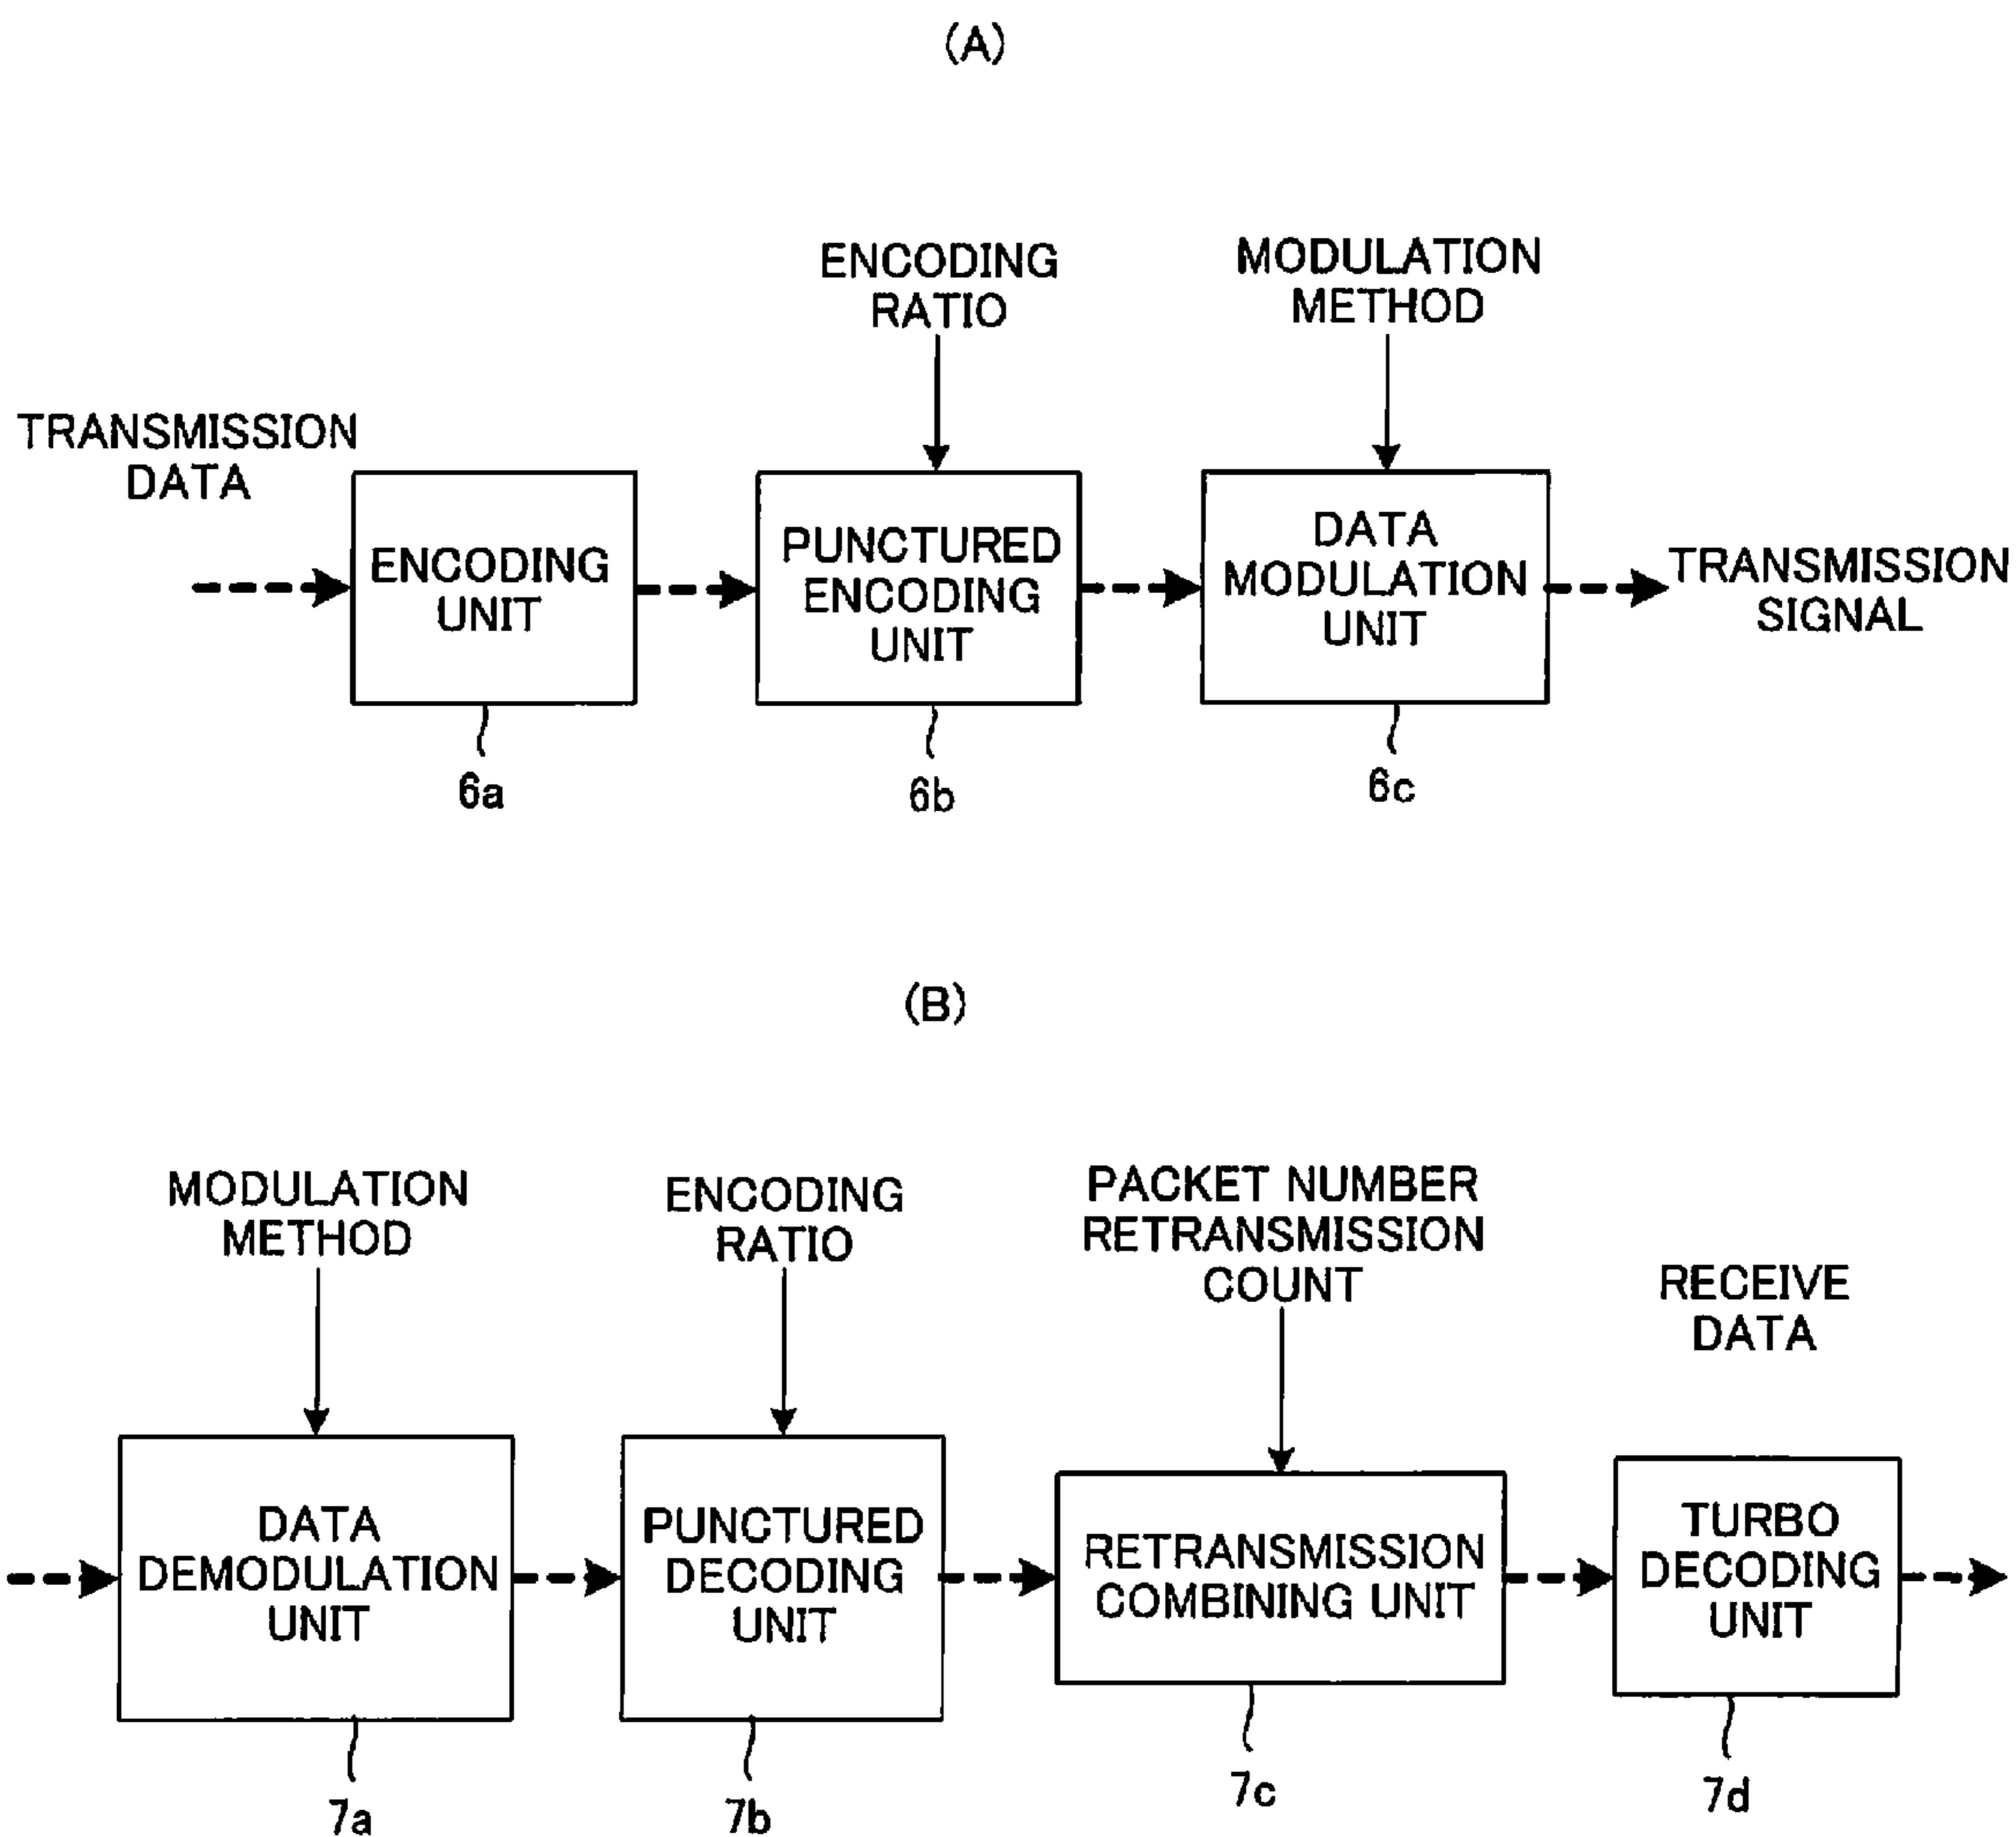 (A)
ENCODING
RATIO
MODULATION
METHOD
TRANSMISSION
DATA
ENCODING
UNIT
PUNCTURED
ENCODING
UNIT
DATA
MODULATION
UNIT
TRANSMISSION
SIGNAL
6a
6b
6c
(B)
MODULATION
METHOD
ENCODING
RATIO
PACKET NUMBER
RETRANSMISSION
COUNT
RECEIVE
DATA
DATA
DEMODULATION
UNIT
PUNCTURED
DECODING
UNIT
RETRANSMISSION
COMBINING UNIT
TURBO
DECODING
UNIT
7a
7b
7c
7d